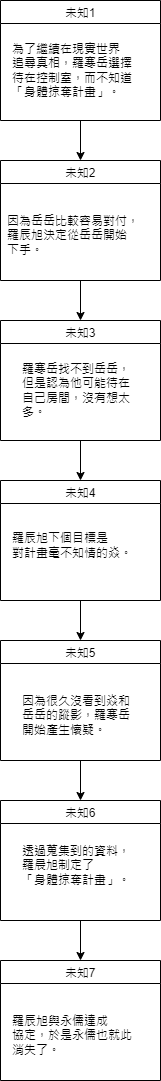 未知1
為了繼續在現實世界
追尋真相，羅寒岳選擇
待在控制室，而不知道
「身體掠奪計畫」。
未知2
因為岳岳比較容易對付，
羅辰旭決定從岳岳開始
下手。
未知3
羅寒岳找不到岳岳，
但是認為他可能待在
自己房間，沒有想太
多。
未知4
羅辰旭下個目標是
對計畫毫不知情的焱。
未知5
因為很久沒看到焱和
岳岳的蹤影，羅寒岳
開始產生懷疑。
未知6
透過蒐集到的資料，
羅晨旭制定了
「身體掠奪計畫」。
未知7
羅辰旭與永儒達成
協定，於是永儒也就此
消失了。